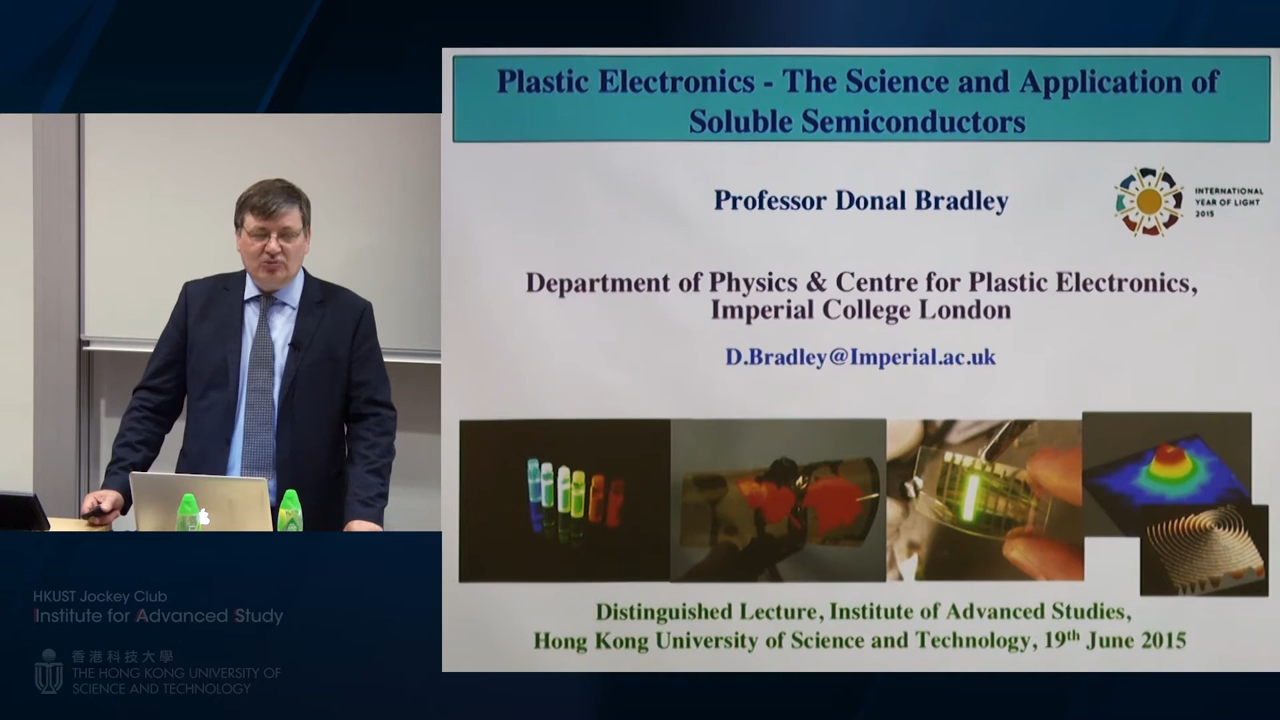 Plastic Electronics - The Science and Application of
Soluble Semiconductors
Professor Donal Bradley
INTERNATIONAL
YEAR OF LIGHT
2015
Department of Physics & Centre for Plastic Electronics,
Imperial College London
D.Bradley@Imperial.ac.uk
Distinguished Lecture, Institute of Advanced Studies,
Hong Kong University of Science and Technology, 19th June 2015
HKUST Jockey Club
Institute for Advanced Study
香港科技大學
THE HONG KONG UNIVERSITY OF
SCIENCE AND TECHNOLOGY